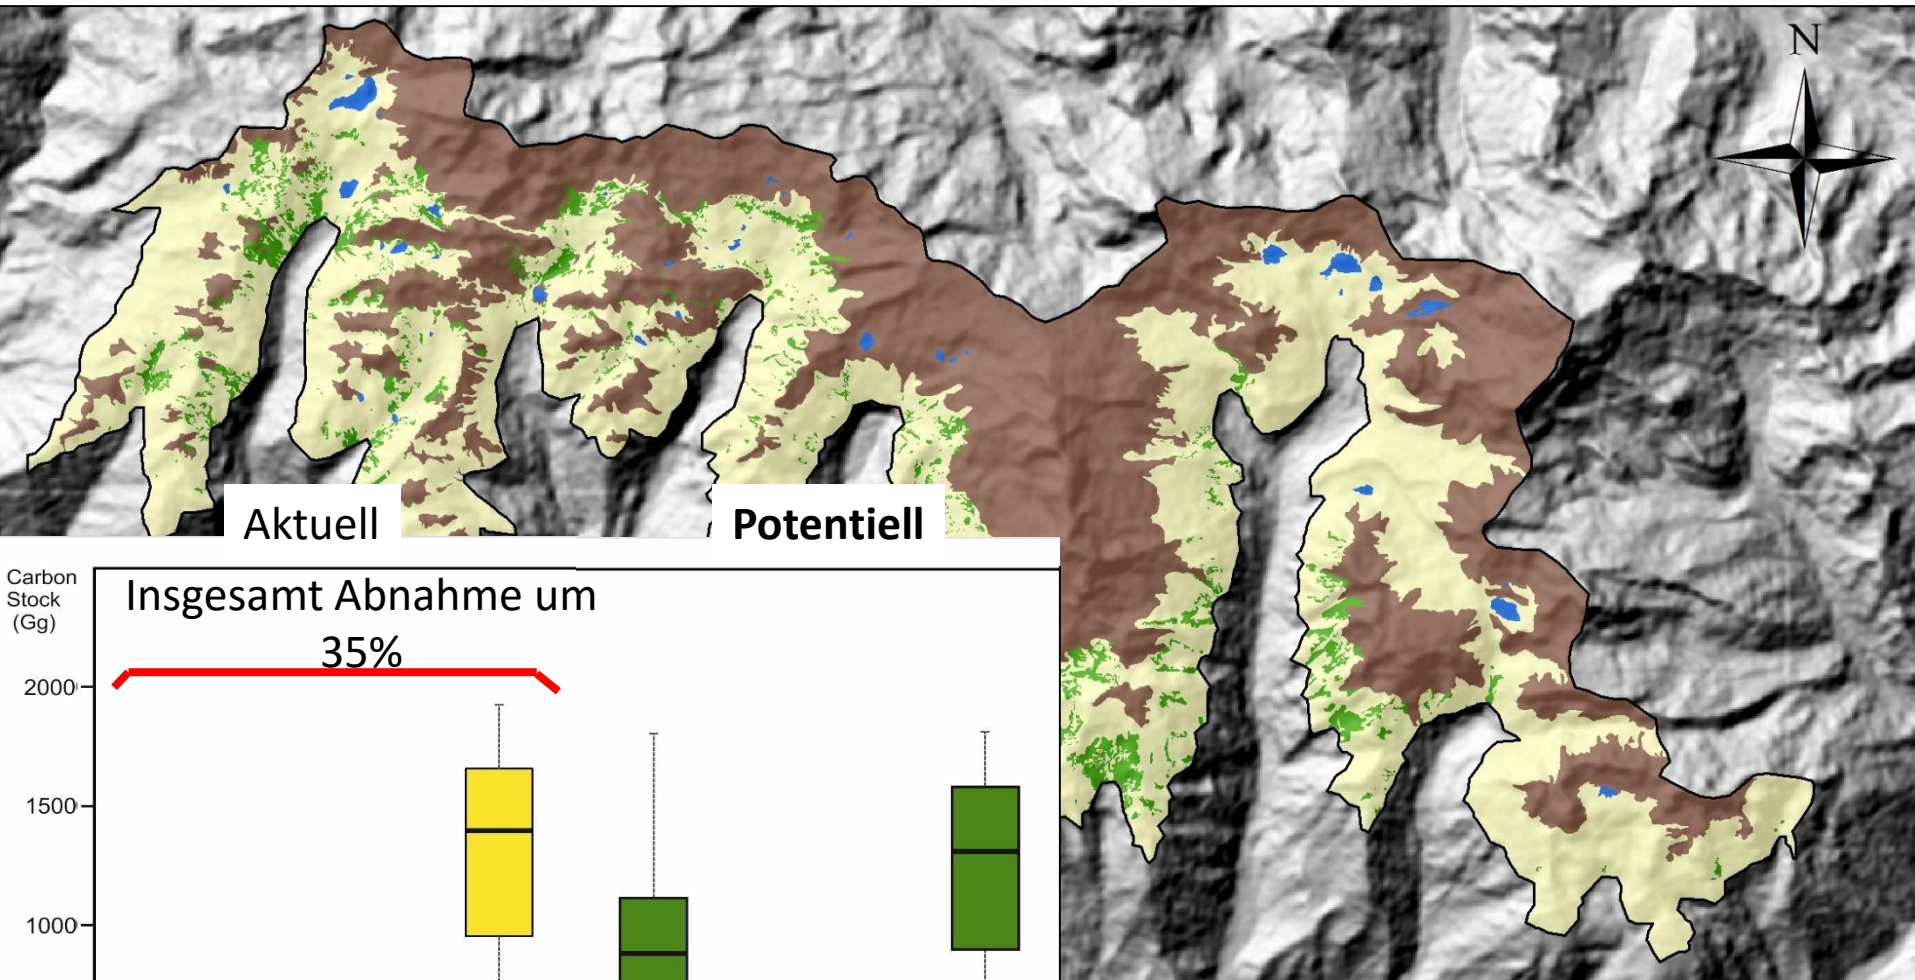 N
Aktuell
Potentiell
Carbon
Stock
(Gg)
Insgesamt Abnahme um
35%
2000
1500
1000